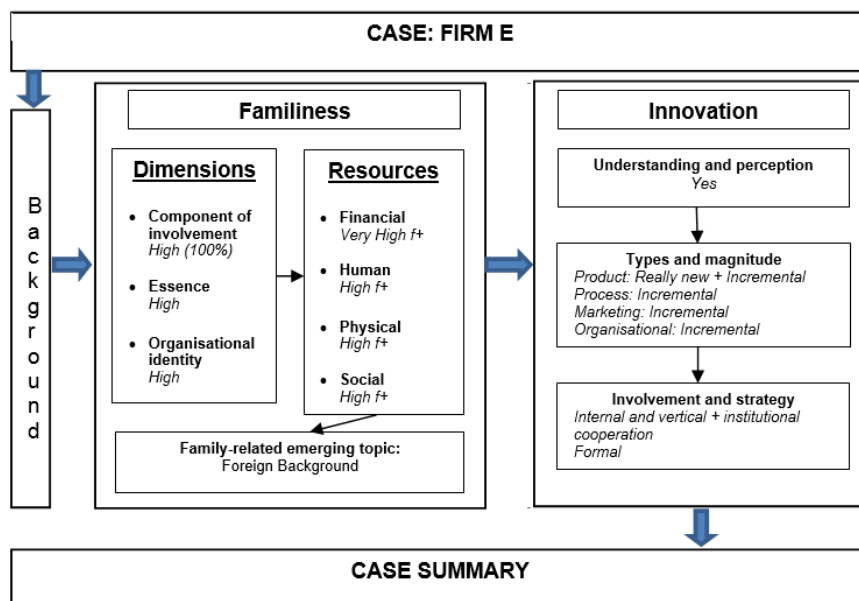 CASE: FIRM E
Background
Familiness
Dimensions
• Component of
involvement
High (100%)
• Essence
High
• Organisational
identity
High
Resources
• Financial
Very High f+
• Human
High f+
• Physical
High f+
• Social
High f+
Family-related emerging topic:
Foreign Background
Innovation
Understanding and perception
Yes
Types and magnitude
Product: Really new + Incremental
Process: Incremental
Marketing: Incremental
Organisational: Incremental
Involvement and strategy
Internal and vertical + institutional
cooperation
Formal
CASE SUMMARY